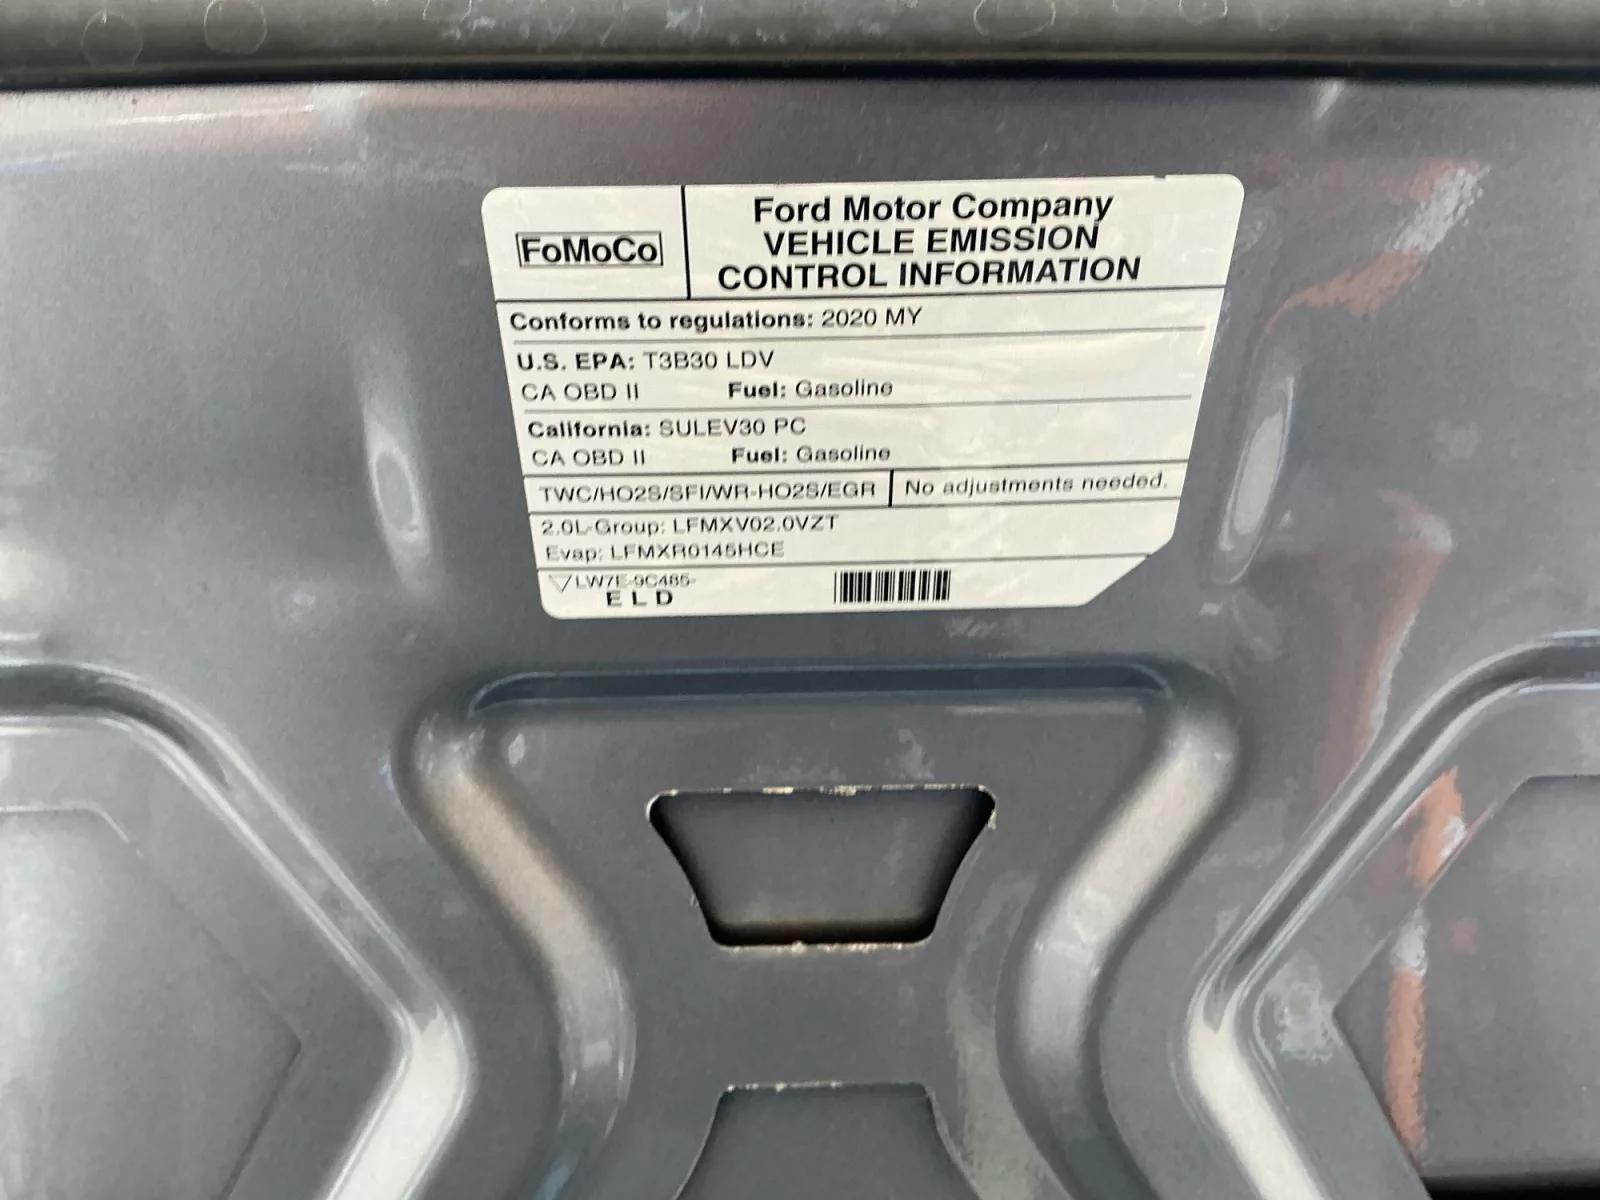 FoMoCo
Ford Motor Company
VEHICLE EMISSION
CONTROL INFORMATION
Conforms to regulations: 2020 MY
U.S. EPA: T3B30 LDV
CA OBD II Fuel: Gasoline
California: SULEV30 PC
CA OBD II Fuel: Gasoline
TWC/HO2S/SFI/WR-HO2S/EGR No adjustments needed.
2.0L-Group: LFMXV02.0VZT
Evap: LFMXR0145HCE
LW7E-9C485-
ELD